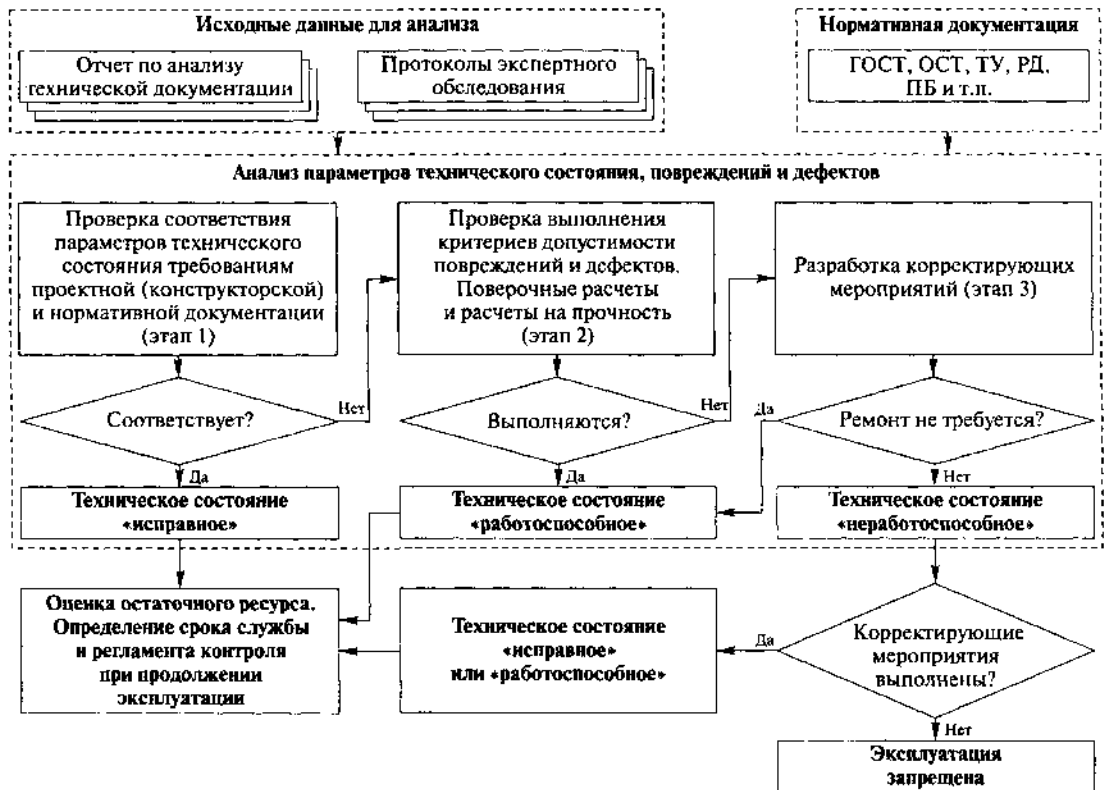 Исходные данные для анализа
Отчет по анализу
технической документации
Протоколы экспертного
обследования
Нормативная документация
ГОСТ, ОСТ, ТУ, РД,
ПБ и т.п.
Анализ параметров технического состояния, повреждений и дефектов
Проверка соответствия
параметров технического
состояния требованиям
проектной (конструкторской)
и нормативной документации
(этап 1)
Проверка выполнения
критериев допустимости
повреждений и дефектов.
Поверочные расчеты
и расчеты на прочность
(этап 2)
Разработка корректирующих
мероприятий (этап 3)
Соответствует?
Нет
Выполняются?
Нет
Да
Ремонт не требуется?
Да
Да
Нет
Техническое состояние
«исправное»
Техническое состояние
«работоспособное»
Техническое состояние
«неработоспособное»
Оценка остаточного ресурса.
Определение срока службы
и регламента контроля
при продолжении
эксплуатации
Техническое состояние
«исправное»
или «работоспособное»
Да
Корректирующие
мероприятия
выполнены?
Нет
Эксплуатация
запрещена